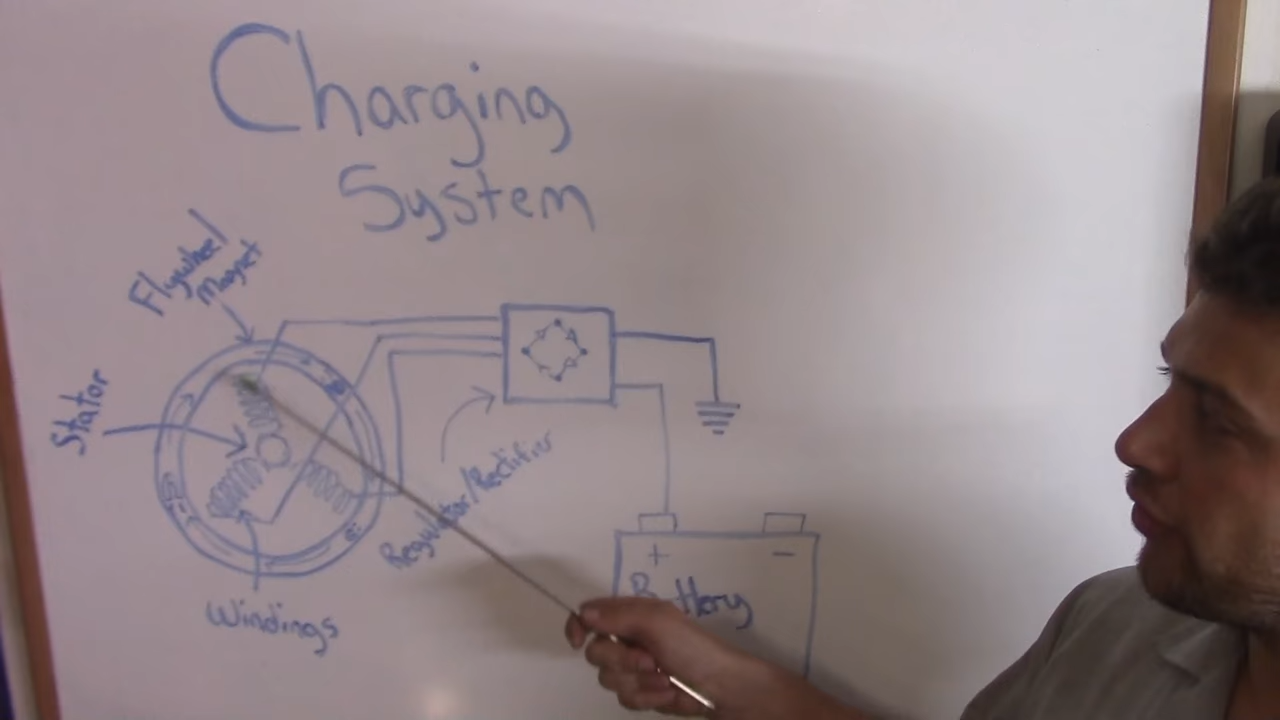 Charging
System
Flywheel
Magnet
Stator
Windings
Regulator/Rectifier
+ −
Battery